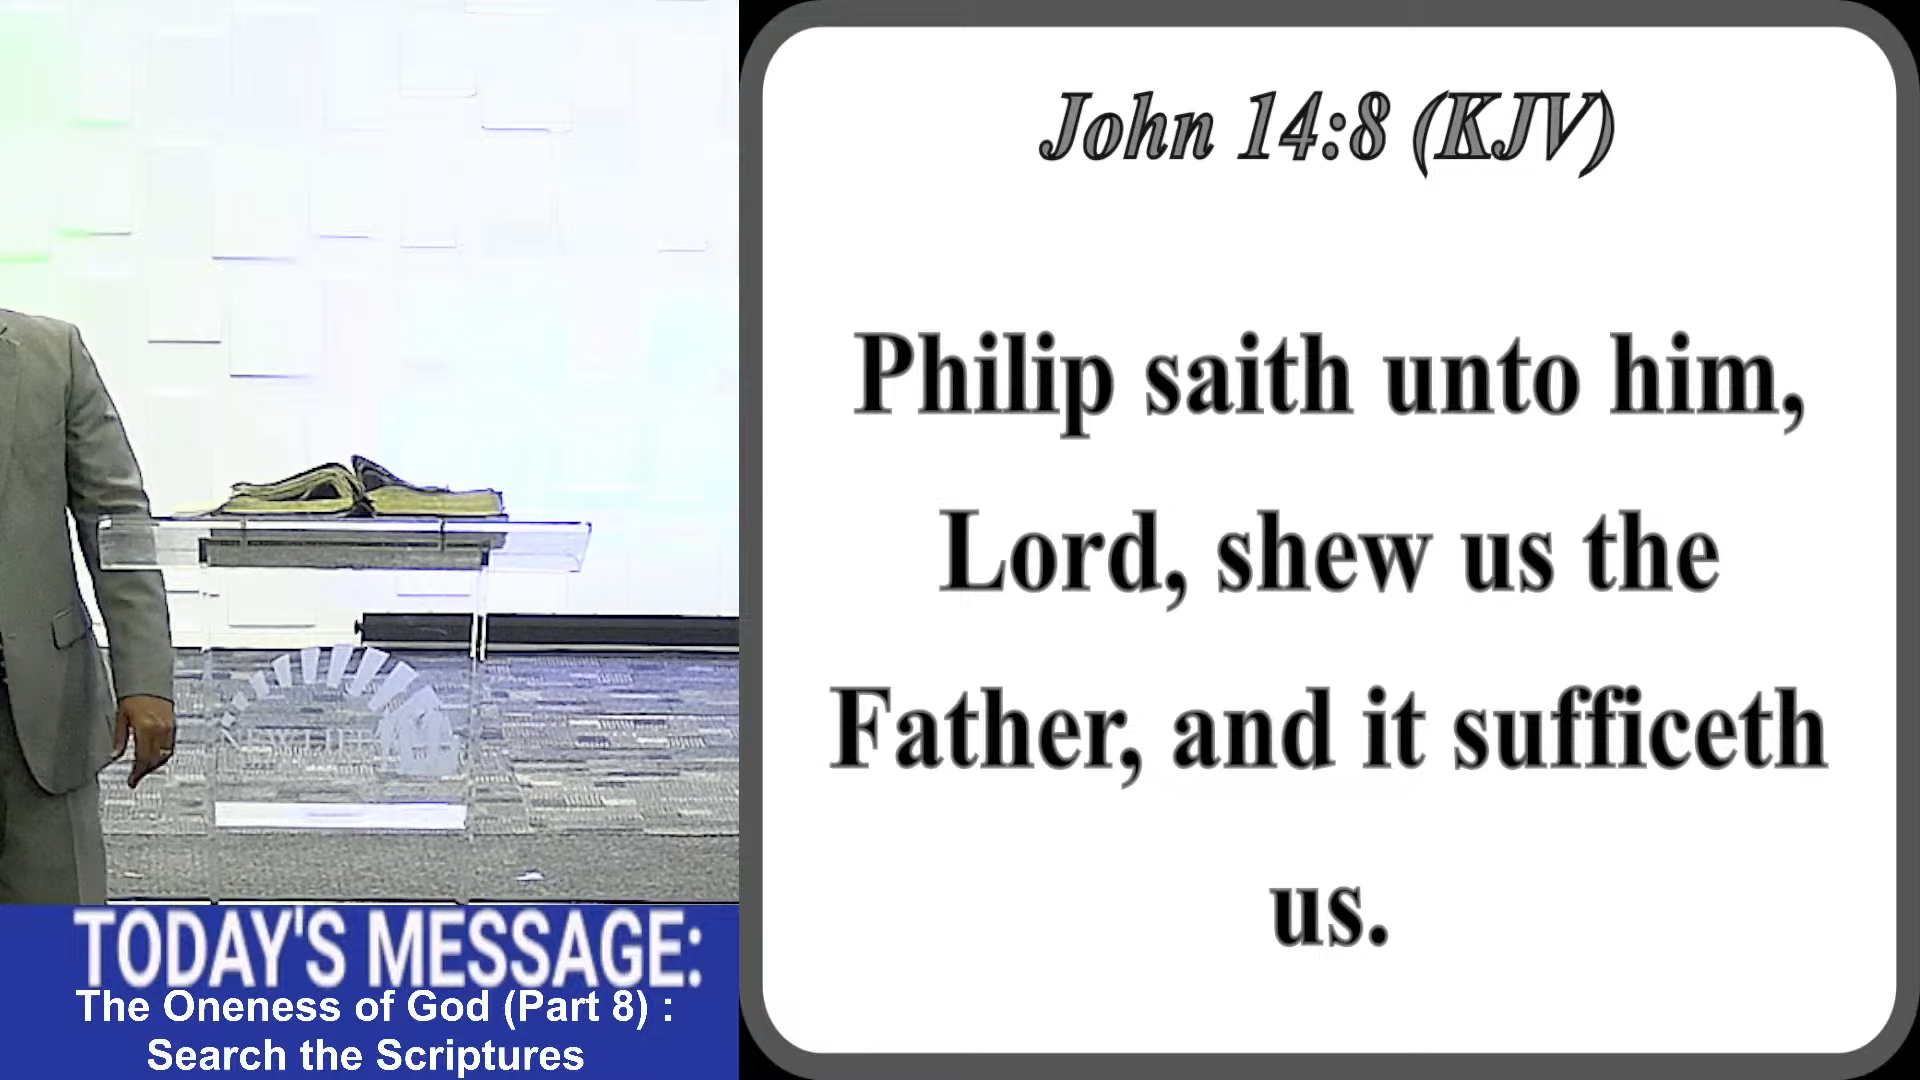 John 14:8 (KJV)
Philip saith unto him,
Lord, shew us the
Father, and it sufficeth
us.
TODAY'S MESSAGE:
The Oneness of God (Part 8) :
Search the Scriptures